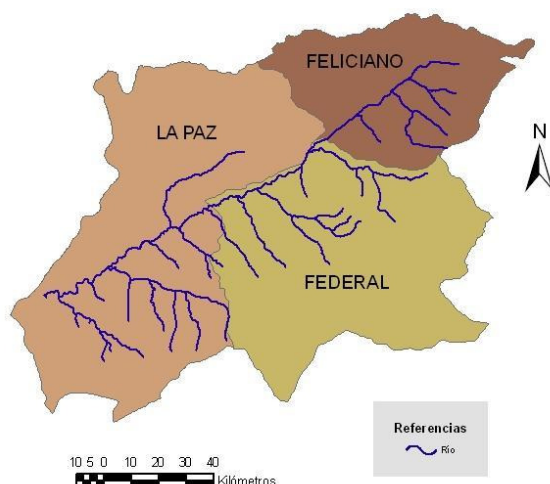 FELICIANO
LA PAZ
N
FEDERAL
Referencias
Río
10 5 0 10 20 30 40
Kilómetros